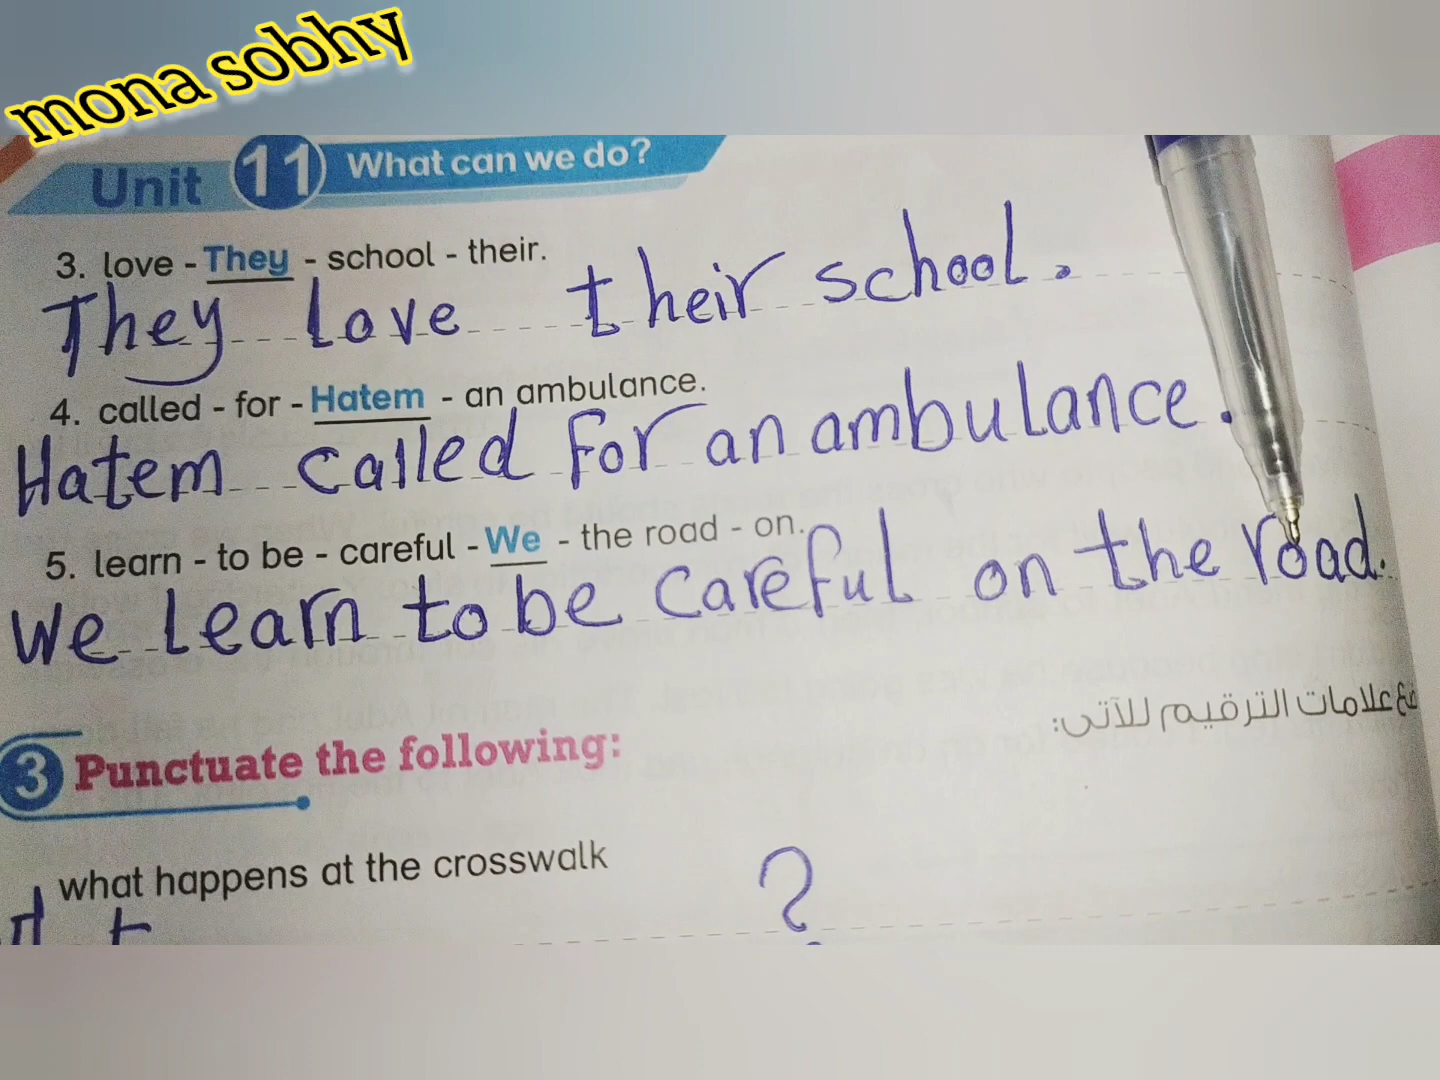 mona sobhy
Unit 11 What can we do?
3. love - They - school - their.
They love their school.
4. called - for - Hatem - an ambulance.
Hatem called for an ambulance.
5. learn - to be - careful - We - the road - on.
We learn to be careful on the road.
3 Punctuate the following:
ضع علامات الترقيم للآتى:
what happens at the crosswalk
?